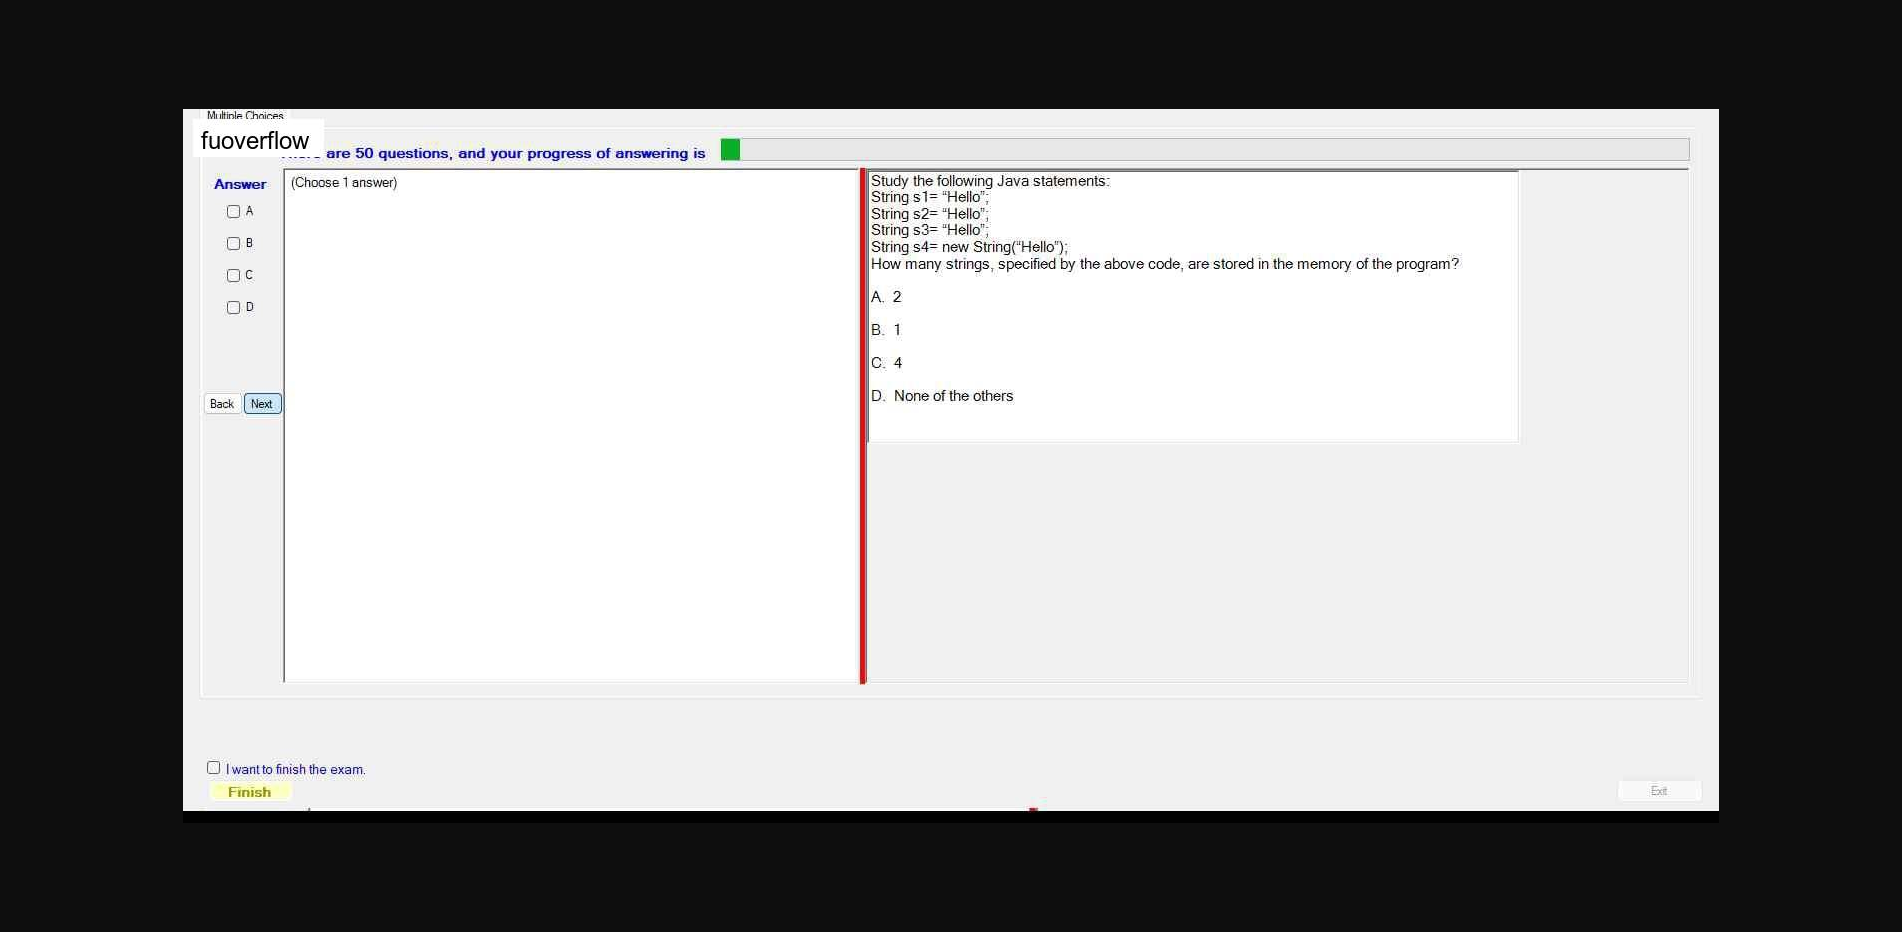 Multiple Choices
fuoverflow
are 50 questions, and your progress of answering is
Answer
(Choose 1 answer)
A
B
C
D
Back Next
Study the following Java statements:
String s1= “Hello”;
String s2= “Hello”;
String s3= “Hello”;
String s4= new String(“Hello”);
How many strings, specified by the above code, are stored in the memory of the program?
A. 2
B. 1
C. 4
D. None of the others
I want to finish the exam.
Finish
Exit